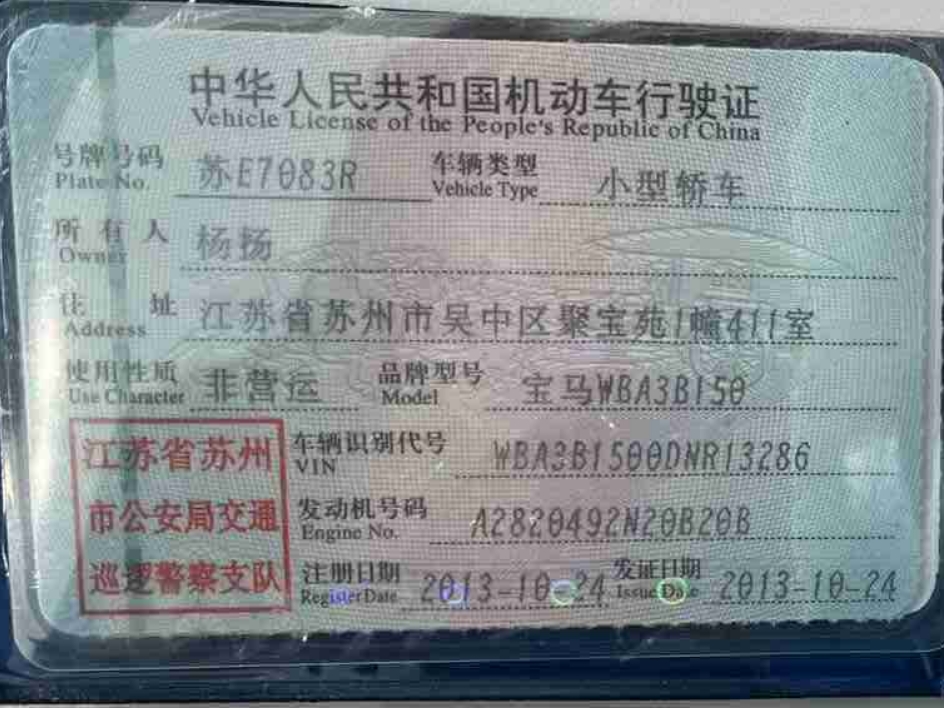 中华人民共和国机动车行驶证
Vehicle License of the People's Republic of China
号牌号码 苏E7083R 车辆类型 小型轿车
Plate No. Vehicle Type
所有人 杨扬
Owner
住址 江苏省苏州市吴中区聚宝苑1幢411室
Address
使用性质 非营运 品牌型号 宝马WBA3B150
Use Character Model
江苏省苏州 车辆识别代号 WBA3B1500DNR13286
VIN
市公安局交通 发动机号码 A2820492N20B20B
Engine No.
巡逻警察支队 注册日期 2013-10-24 发证日期 2013-10-24
Register Date Issue Date